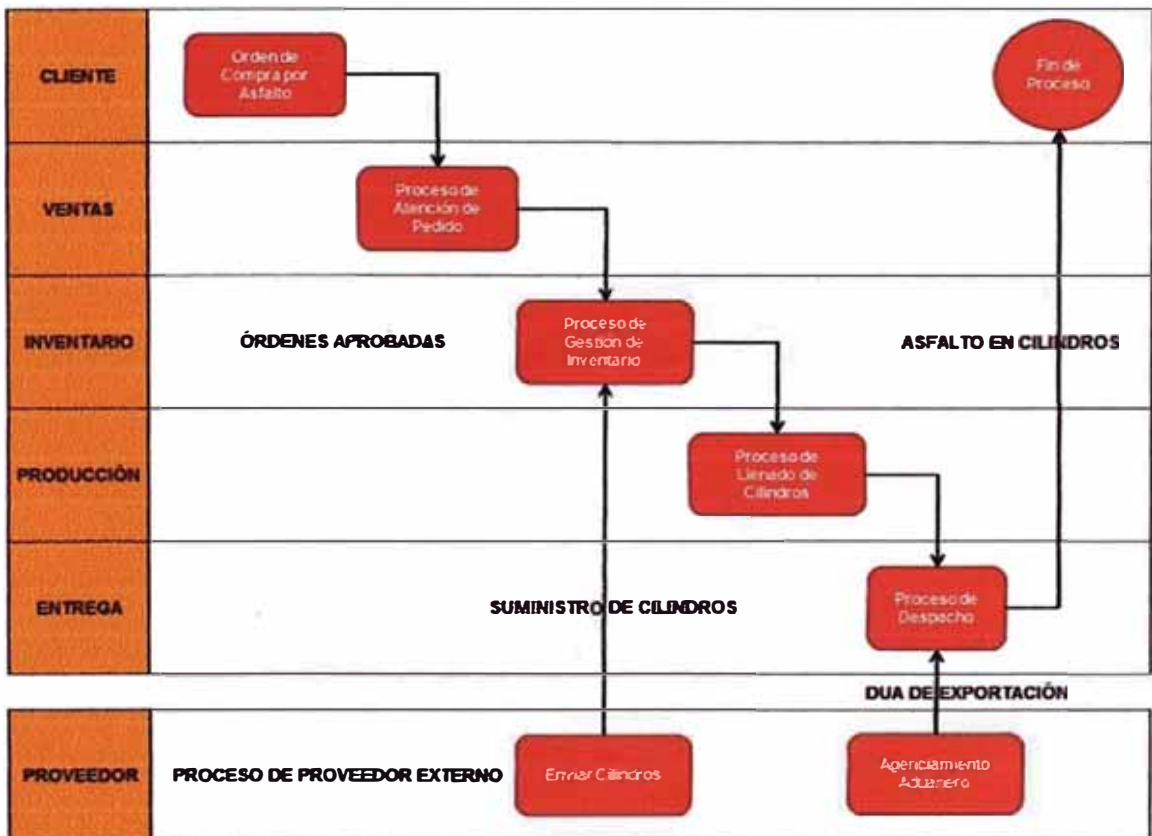 CLIENTE
Orden de
Compra por
Asfalto
Fin de
Proceso
VENTAS
Proceso de
Atención de
Pedido
INVENTARIO
ÓRDENES APROBADAS
Proceso de
Gestión de
Inventario
ASFALTO EN CILINDROS
PRODUCCIÓN
Proceso de
Llenado de
Cilindros
ENTREGA
SUMINISTRO DE CILINDROS
Proceso de
Despacho
DUA DE EXPORTACIÓN
PROVEEDOR
PROCESO DE PROVEEDOR EXTERNO
Enviar Cilindros
Agenciamiento
Aduanero